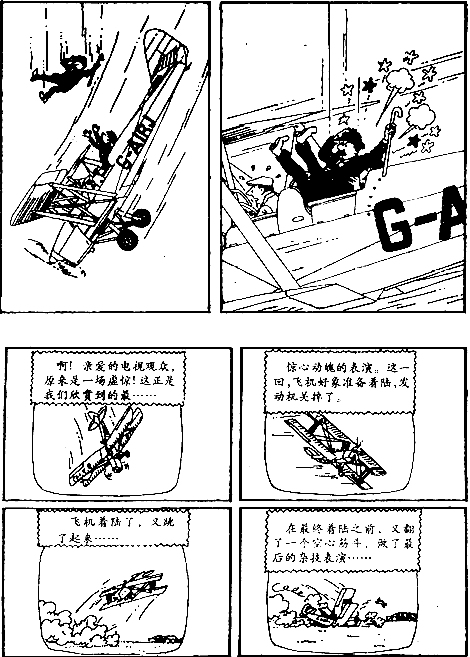 G-AIRJ
G-A
啊！亲爱的电视观众，
原来是一场虚惊！这正是
我们欣赏到的最……
惊心动魄的表演。这一
回，飞机好象准备着陆，发
动机关掉了。
飞机着陆了，又跳
了起来……
在最终着陆之前，又翻
了一个空心筋斗，做了最
后的杂技表演……